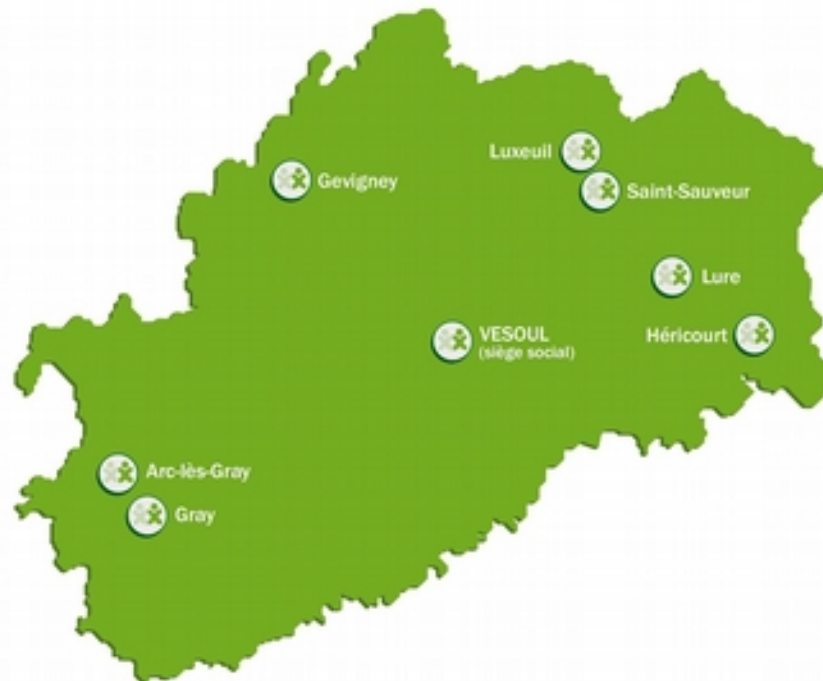 Luxeuil
Gevigney
Saint-Sauveur
Lure
VESOUL
(siège social)
Héricourt
Arc-lès-Gray
Gray